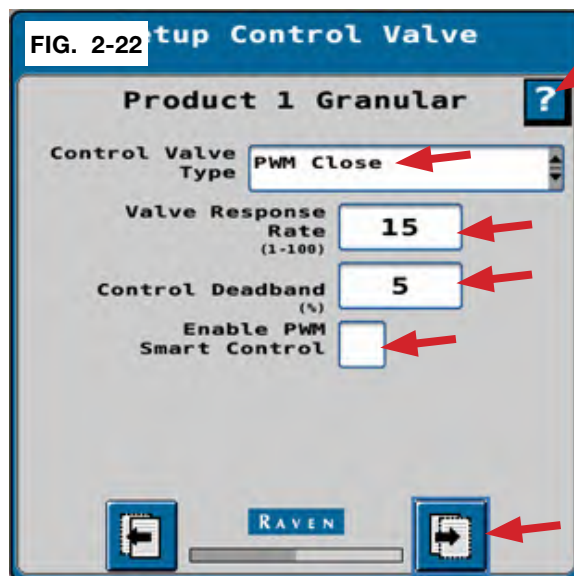 FIG. 2-22
tup Control Valve
Product 1 Granular
?
Control Valve
Type
PWM Close
Valve Response
Rate
(1-100)
15
Control Deadband
(%)
5
Enable PWM
Smart Control
RAVEN